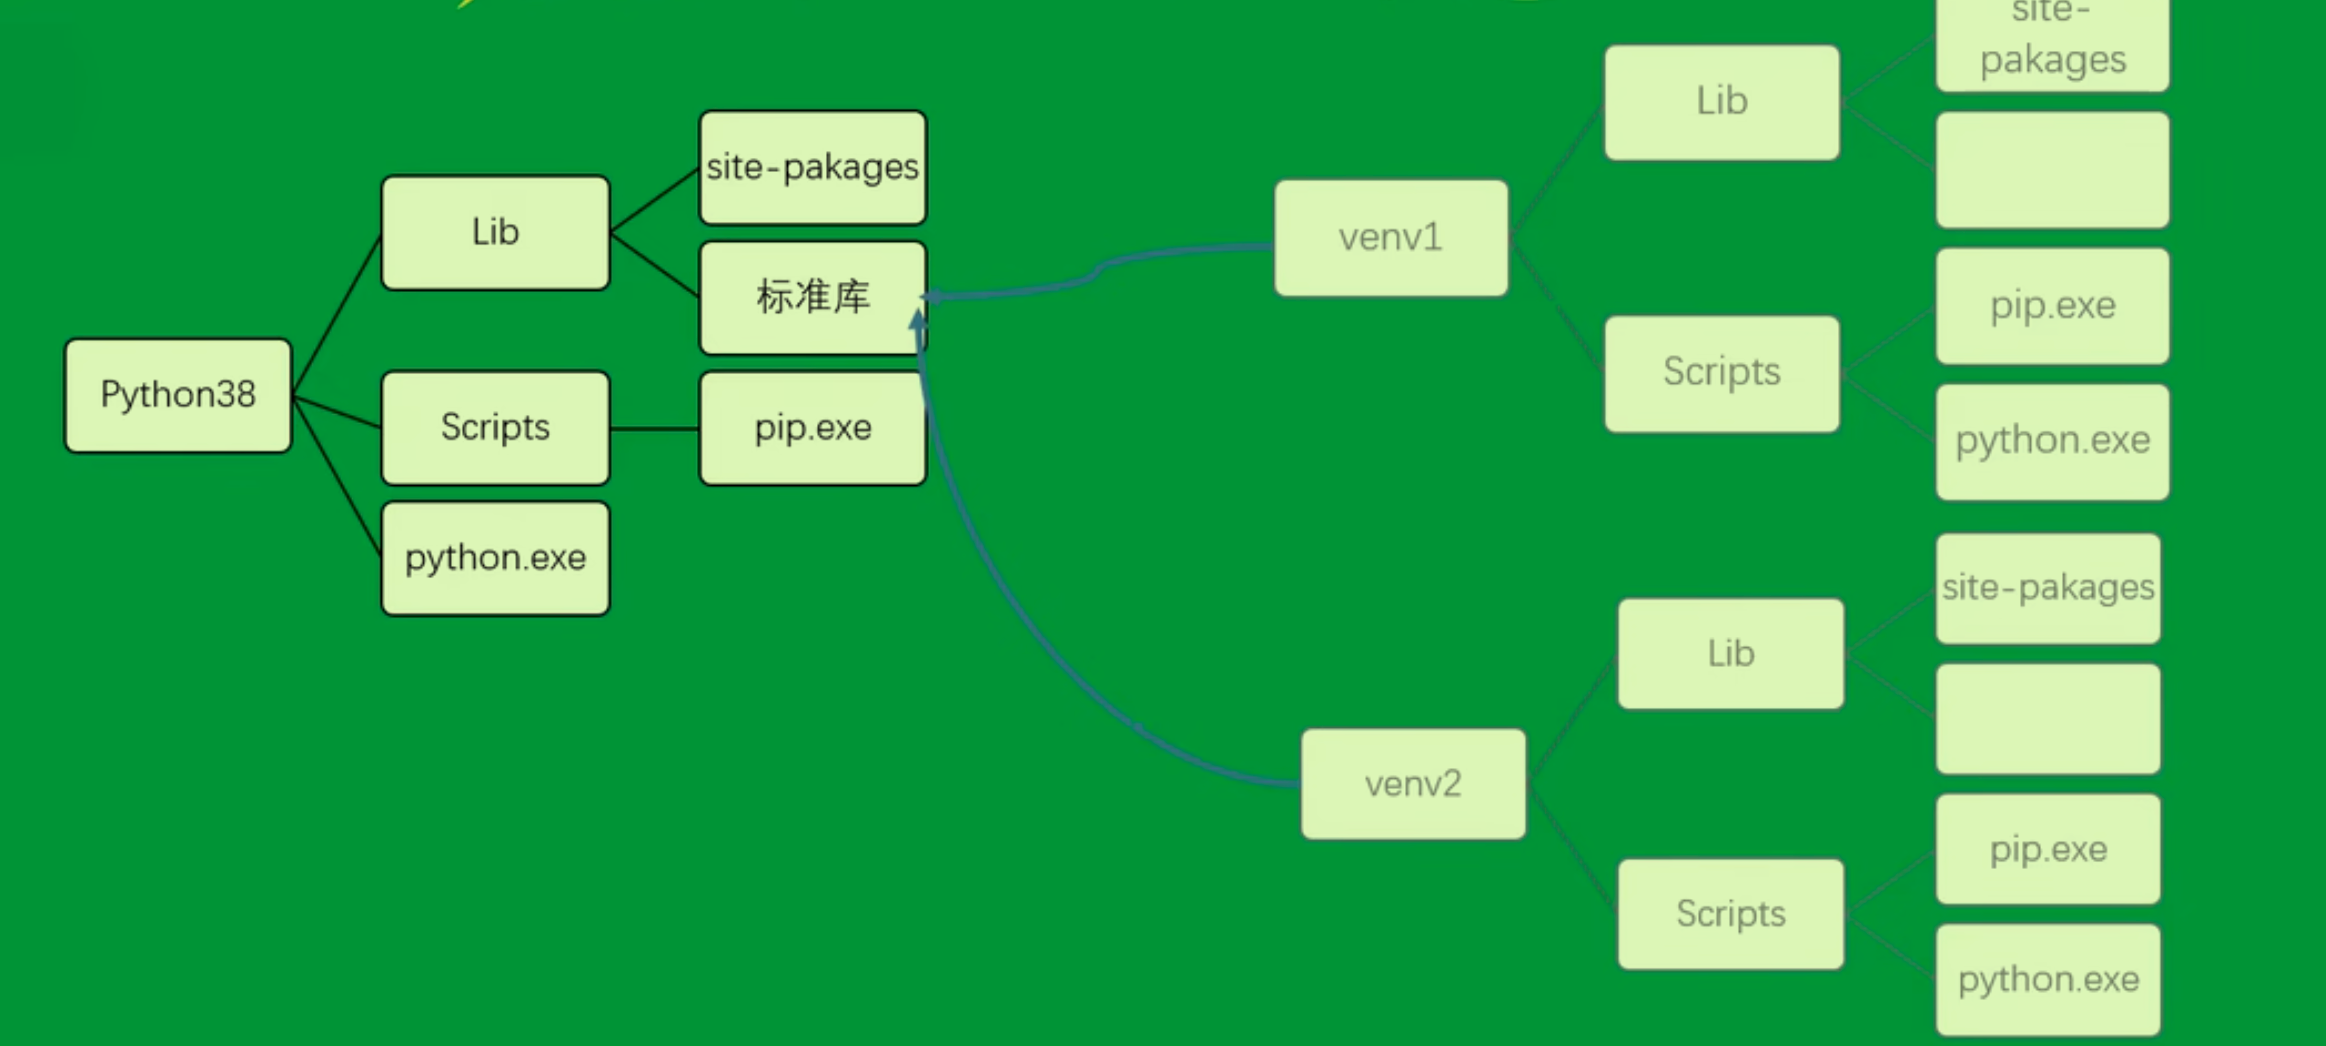 Python38
Lib
site-pakages
标准库
Scripts
pip.exe
python.exe
venv1
Lib
site-
pakages
Scripts
pip.exe
python.exe
venv2
Lib
site-pakages
Scripts
pip.exe
python.exe